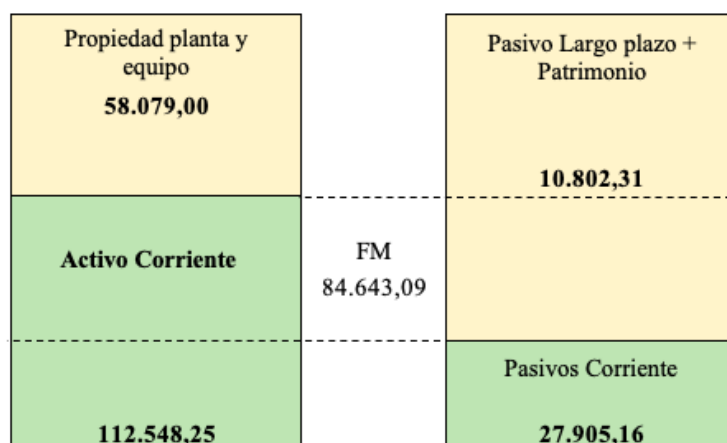 Propiedad planta y
equipo
58.079,00
Pasivo Largo plazo +
Patrimonio
10.802,31
Activo Corriente
FM
84.643,09
Pasivos Corriente
112.548,25
27.905,16